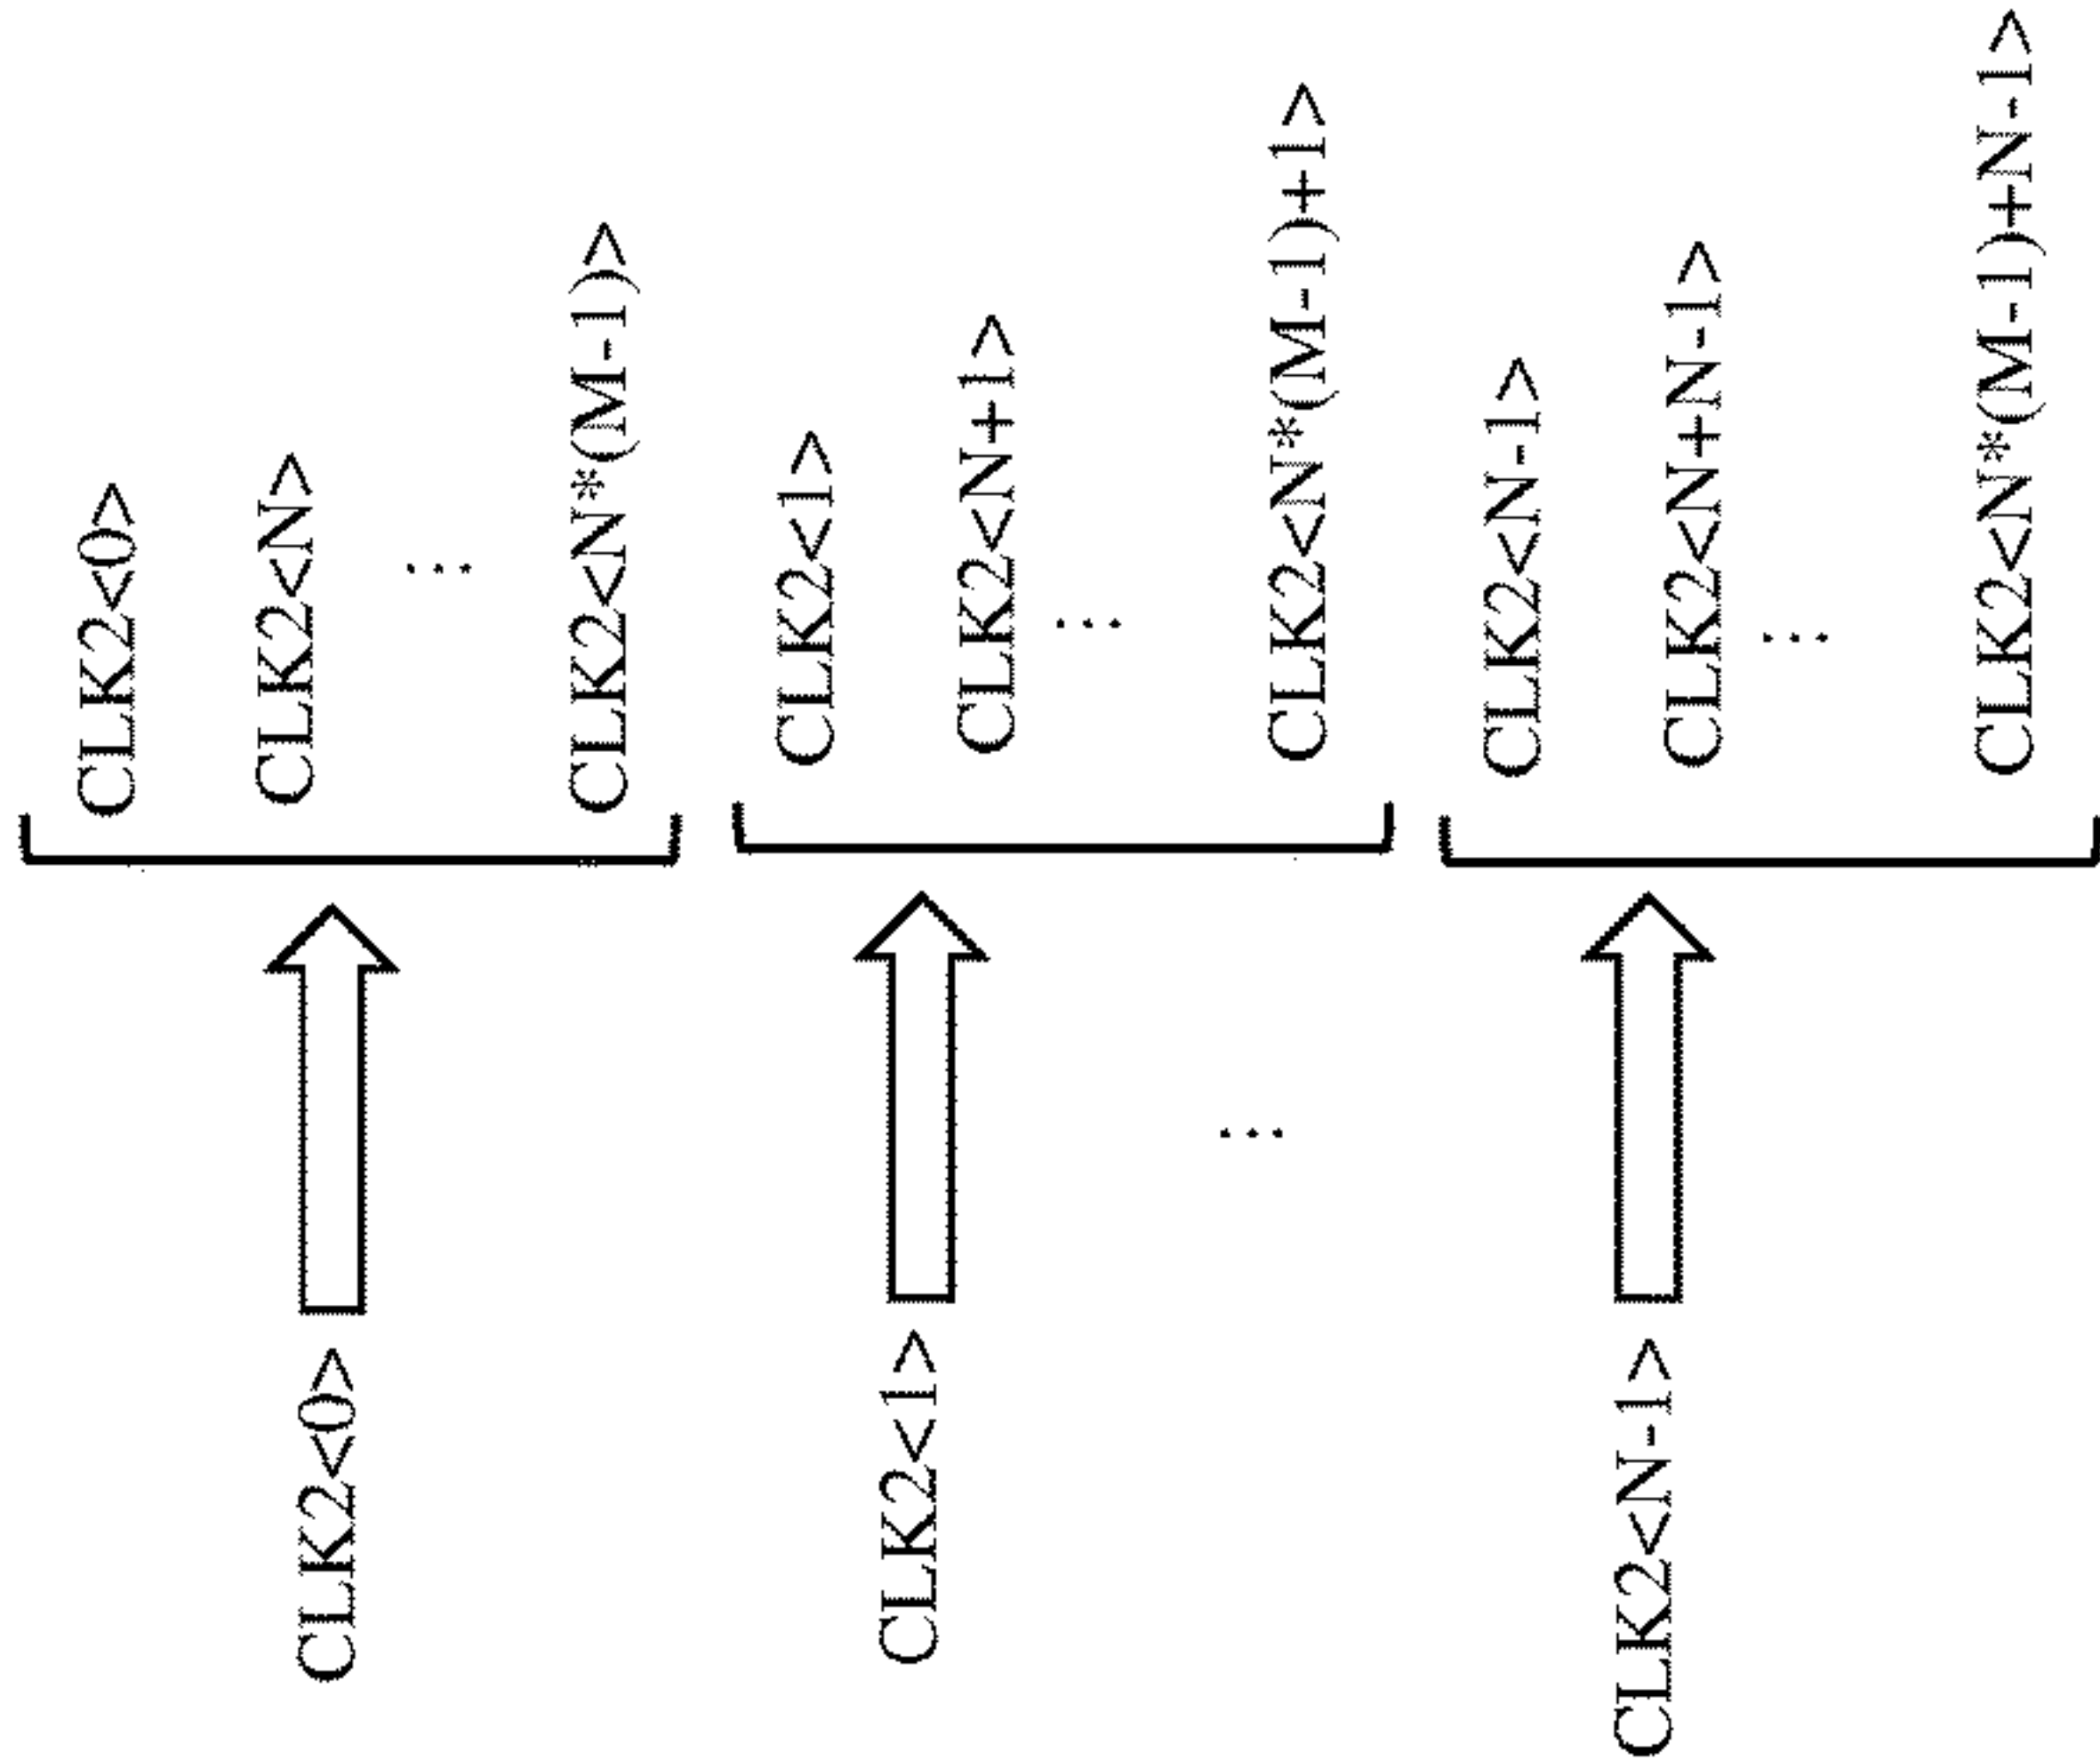 CLK2<0>
CLK2<0>
CLK2<N>
...
CLK2<N*(M-1)>
CLK2<1>
CLK2<1>
CLK2<N+1>
...
CLK2<N*(M-1)+1>
...
CLK2<N-1>
CLK2<N-1>
CLK2<N+N-1>
...
CLK2<N*(M-1)+N-1>